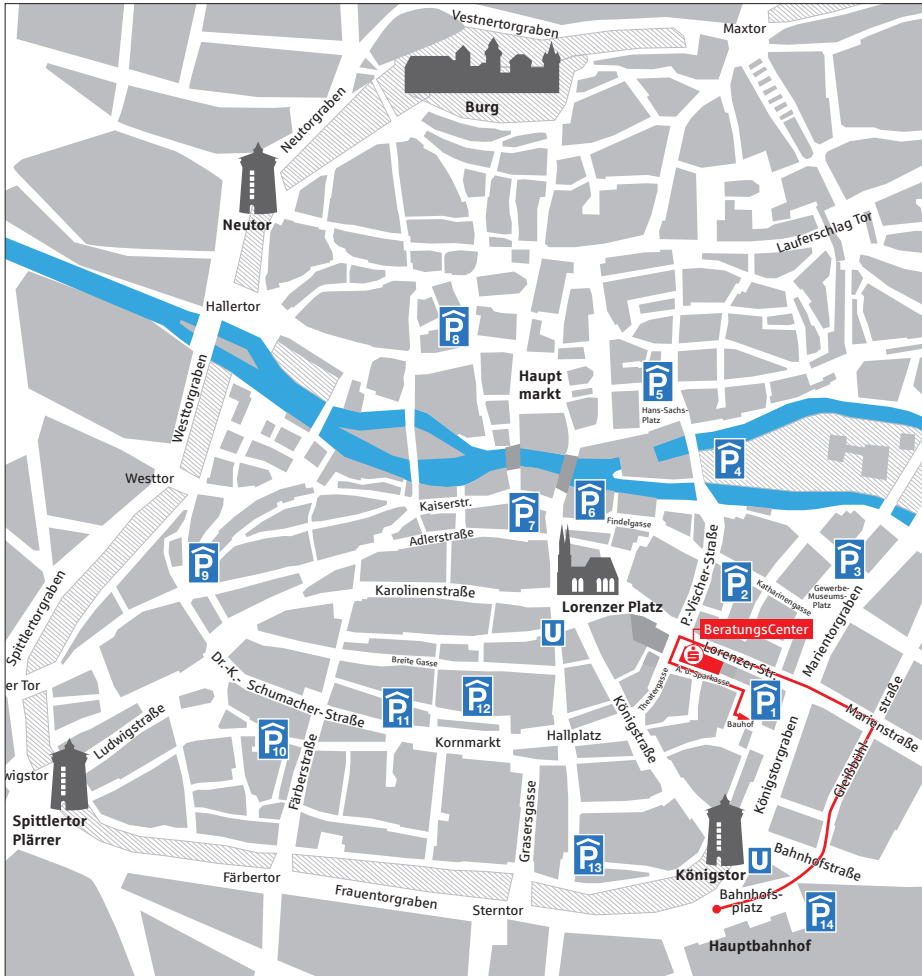 Vestnertorgraben
Maxtor
Burg
Neutorgraben
Neutor
Lauferschlag Tor
Hallertor
P
8
Haupt
markt
P
5
Hans-Sachs-
Platz
Westtorgraben
P
4
Westtor
Kaiserstr.
P
7
P
6
Findelgasse
Adlerstraße
P.-Vischer-Straße
P
9
P
3
Gewerbe-
Museums-
Platz
P
2
Katharinengasse
Karolinenstraße
Lorenzer Platz
Marientorgraben
Spittlertorgraben
U
BeratungsCenter
Lorenzer Str.
Breite Gasse
A. d. Sparkasse
Theatergasse
Dr.-K.- Schumacher-Straße
P
11
P
12
P
1
Bauhof
Marienstraße
er Tor
Ludwigstraße
P
10
Kornmarkt
Hallplatz
Königstraße
Königstorgraben
Gleißbühl-
straße
wigstor
Färberstraße
Grasersgasse
Spittlertor
Plärrer
P
13
U
Bahnhofstraße
Färbertor
Königstor
Frauentorgraben
Sterntor
Bahnhofs-
platz
P
14
Hauptbahnhof